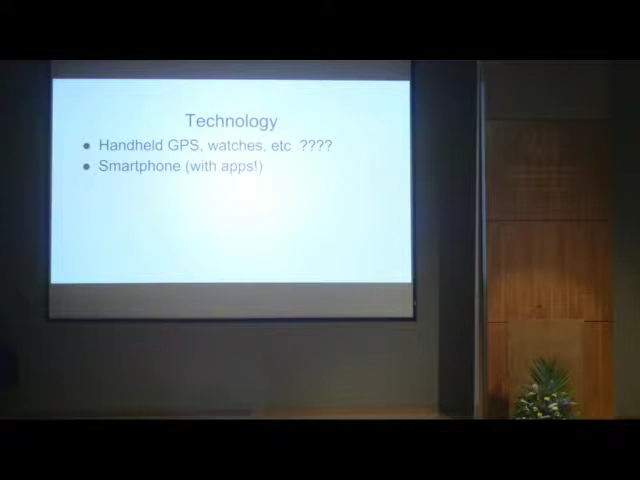 Technology
● Handheld GPS, watches, etc ????
● Smartphone (with apps!)